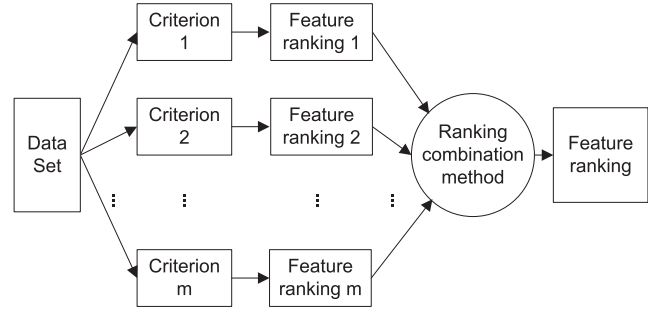 Data
Set
Criterion
1
Feature
ranking 1
Criterion
2
Feature
ranking 2
Criterion
m
Feature
ranking m
Ranking
combination
method
Feature
ranking